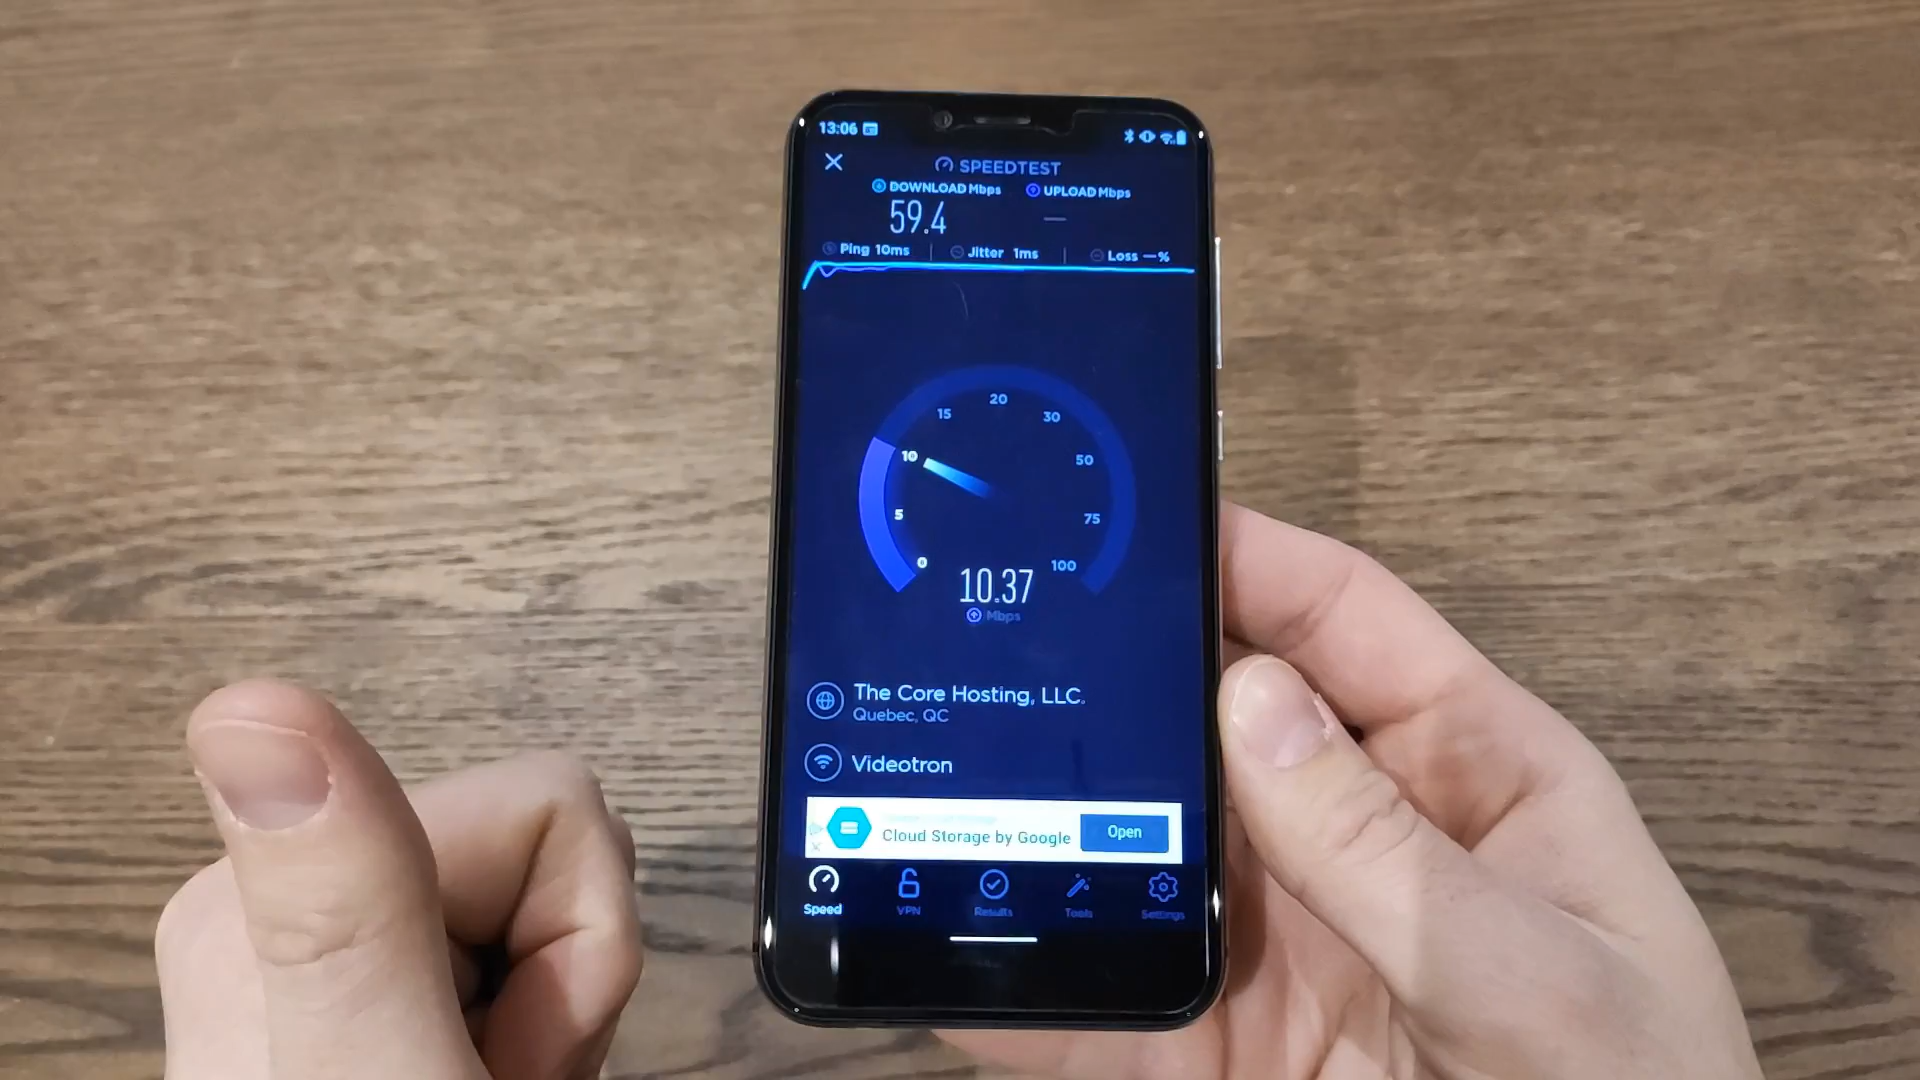 13:06
SPEEDTEST
DOWNLOAD Mbps UPLOAD Mbps
59.4 —
Ping 10ms Jitter 1ms Loss —%
20
15 30
10 50
5 75
0 100
10.37
Mbps
The Core Hosting, LLC.
Quebec, QC
Videotron
Cloud Storage by Google Open
Speed VPN Results Tools Settings